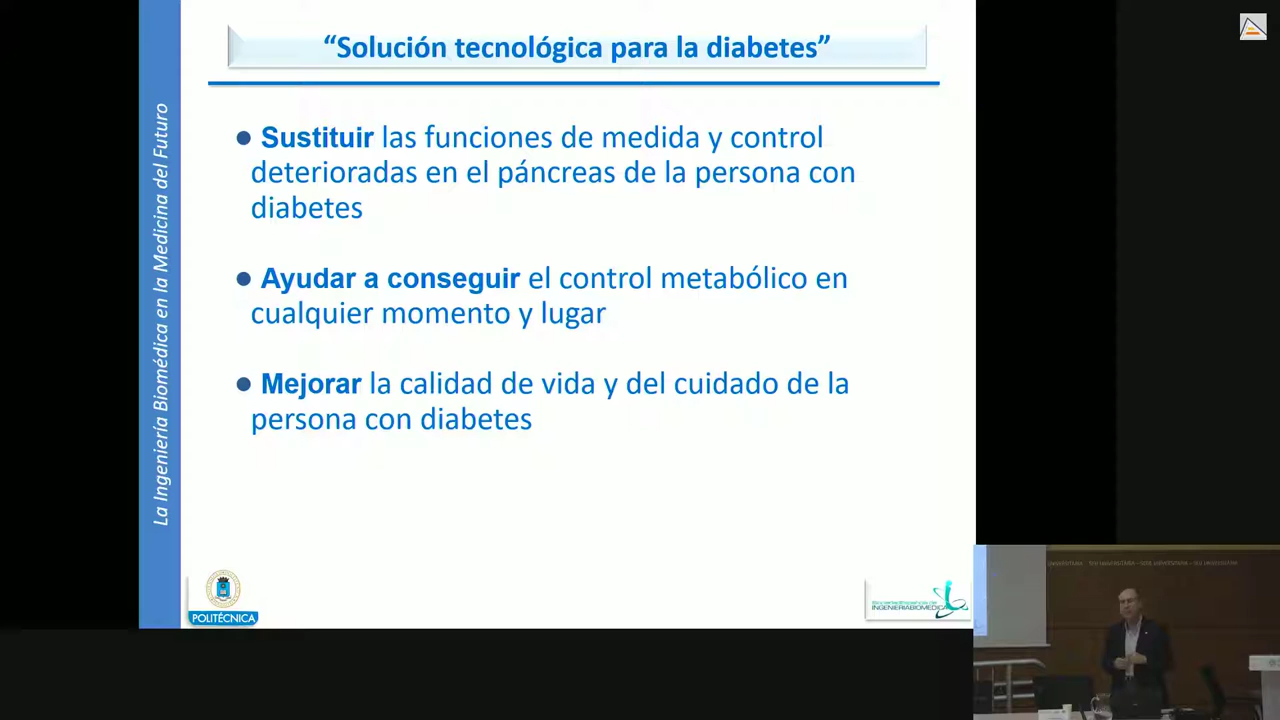 “Solución tecnológica para la diabetes”
● Sustituir las funciones de medida y control
deterioradas en el páncreas de la persona con
diabetes
● Ayudar a conseguir el control metabólico en
cualquier momento y lugar
● Mejorar la calidad de vida y del cuidado de la
persona con diabetes
La Ingeniería Biomédica en la Medicina del Futuro
POLITÉCNICA
INGENIERIABIOMEDICA